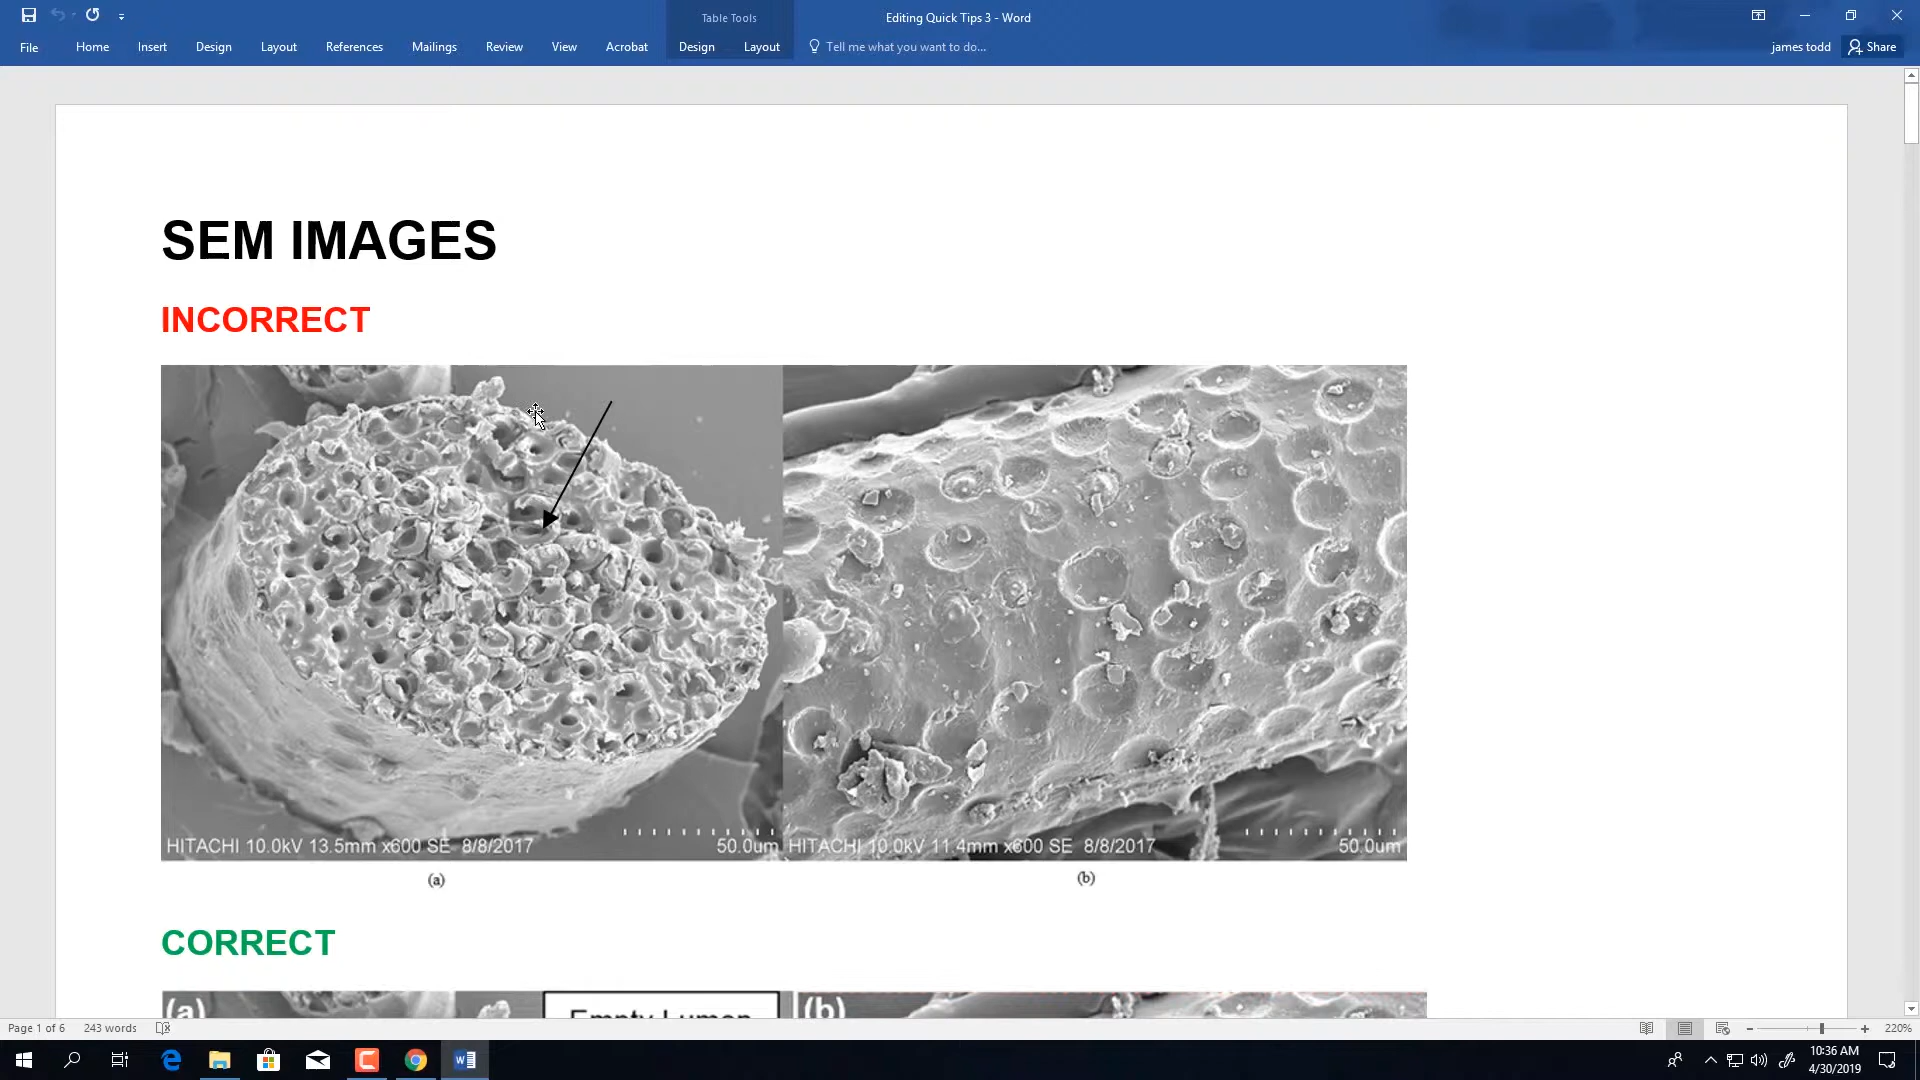 Table Tools
Editing Quick Tips 3 - Word
File Home Insert Design Layout References Mailings Review View Acrobat Design Layout Tell me what you want to do... james todd Share
SEM IMAGES
INCORRECT
HITACHI 10.0kV 13.5mm x600 SE 8/8/2017 50.0um
HITACHI 10.0kV 11.4mm x600 SE 8/8/2017 50.0um
(a)
(b)
CORRECT
(a)
Empty Lumen
(b)
Page 1 of 6 243 words 220%
10:36 AM
4/30/2019